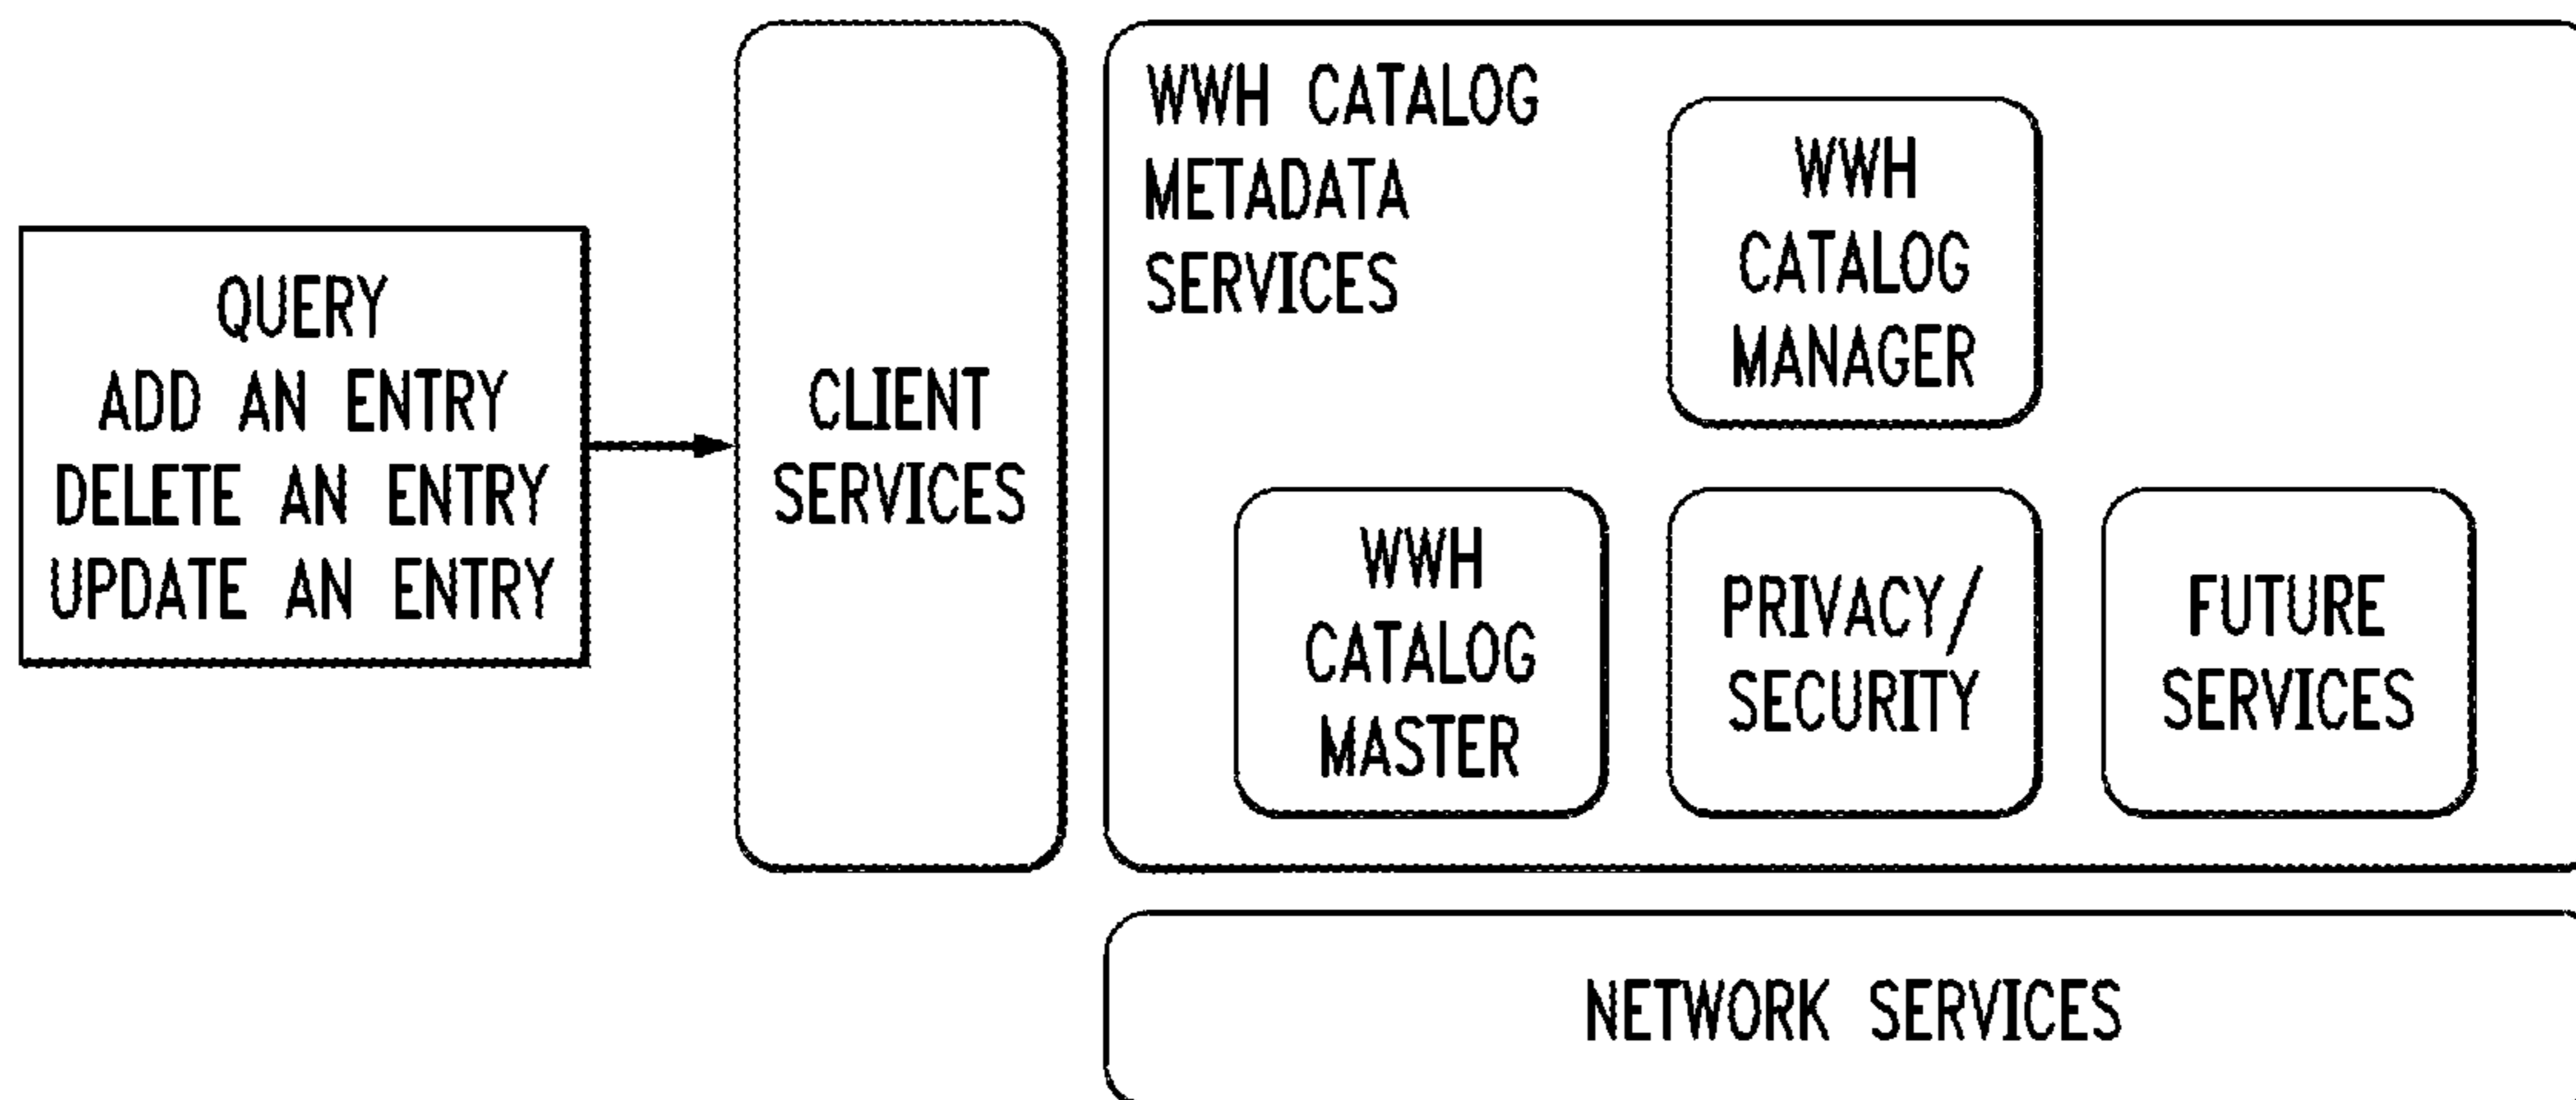 QUERY
ADD AN ENTRY
DELETE AN ENTRY
UPDATE AN ENTRY
CLIENT
SERVICES
WWH CATALOG
METADATA
SERVICES
WWH
CATALOG
MANAGER
WWH
CATALOG
MASTER
PRIVACY/
SECURITY
FUTURE
SERVICES
NETWORK SERVICES